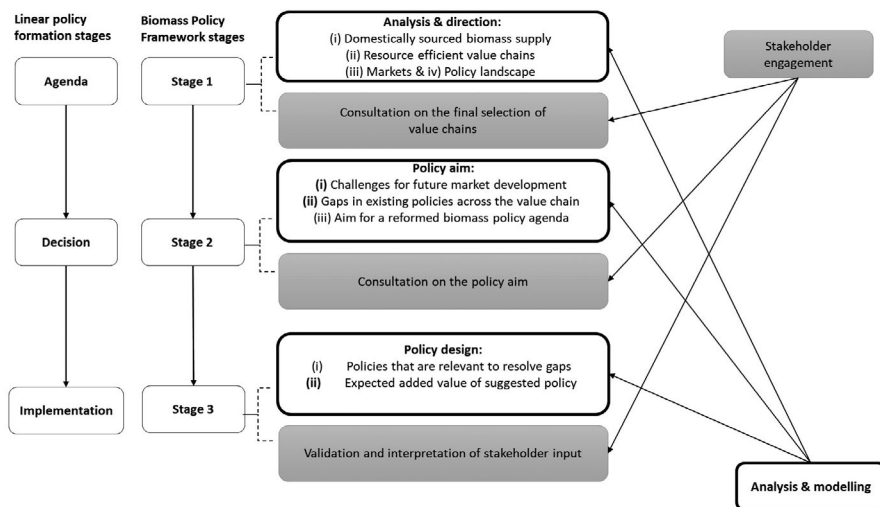 Linear policy
formation stages
Biomass Policy
Framework stages
Agenda
Decision
Implementation
Stage 1
Stage 2
Stage 3
Analysis & direction:
(i) Domestically sourced biomass supply
(ii) Resource efficient value chains
(iii) Markets & iv) Policy landscape
Consultation on the final selection of
value chains
Policy aim:
(i) Challenges for future market development
(ii) Gaps in existing policies across the value chain
(iii) Aim for a reformed biomass policy agenda
Consultation on the policy aim
Policy design:
(i) Policies that are relevant to resolve gaps
(ii) Expected added value of suggested policy
Validation and interpretation of stakeholder input
Stakeholder
engagement
Analysis & modelling